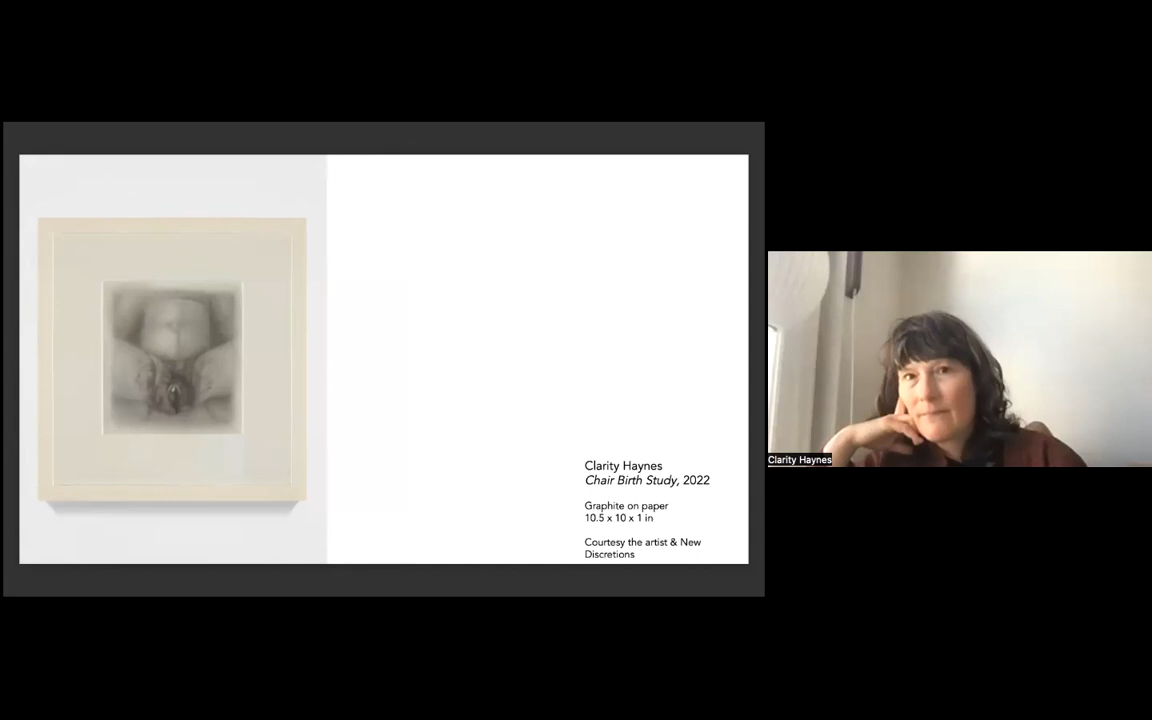 Clarity Haynes
Chair Birth Study, 2022
Graphite on paper
10.5 x 10 x 1 in
Courtesy the artist & New
Discretions
Clarity Haynes